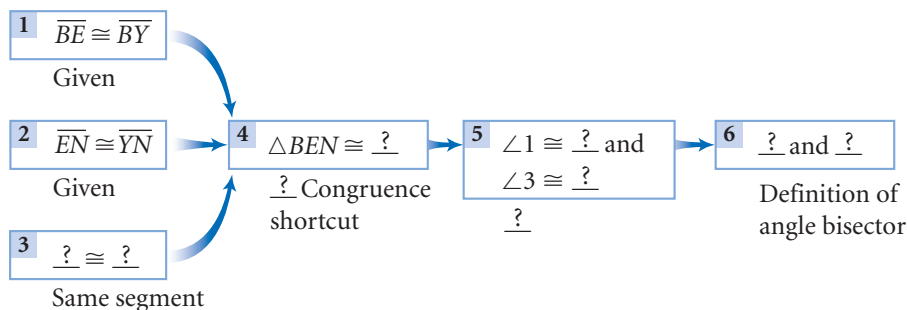 1
BE ≅ BY
Given
2
EN ≅ YN
Given
3
? ≅ ?
Same segment
4
△BEN ≅ ?
? Congruence
shortcut
5
∠1 ≅ ? and
∠3 ≅ ?
?
6
? and ?
Definition of
angle bisector